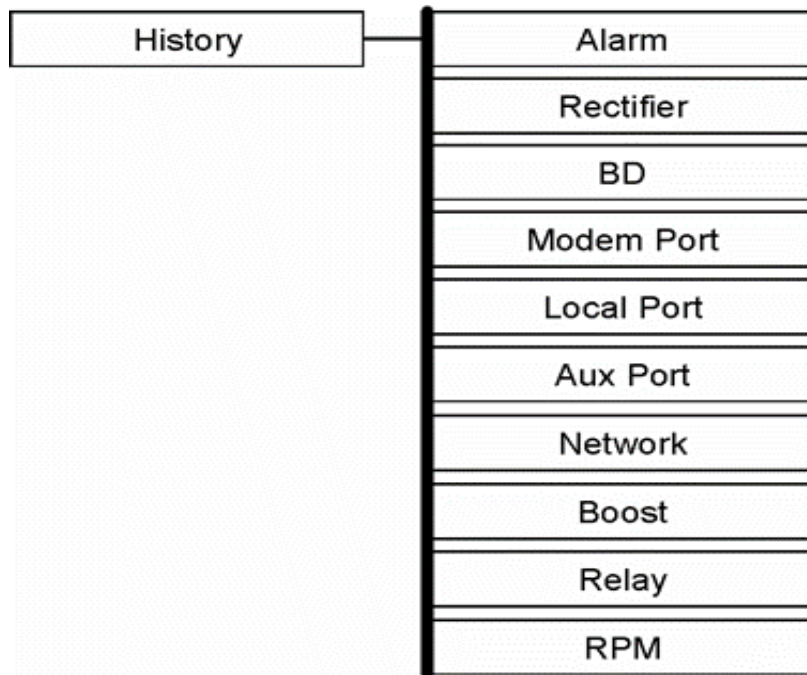 History
Alarm
Rectifier
BD
Modem Port
Local Port
Aux Port
Network
Boost
Relay
RPM